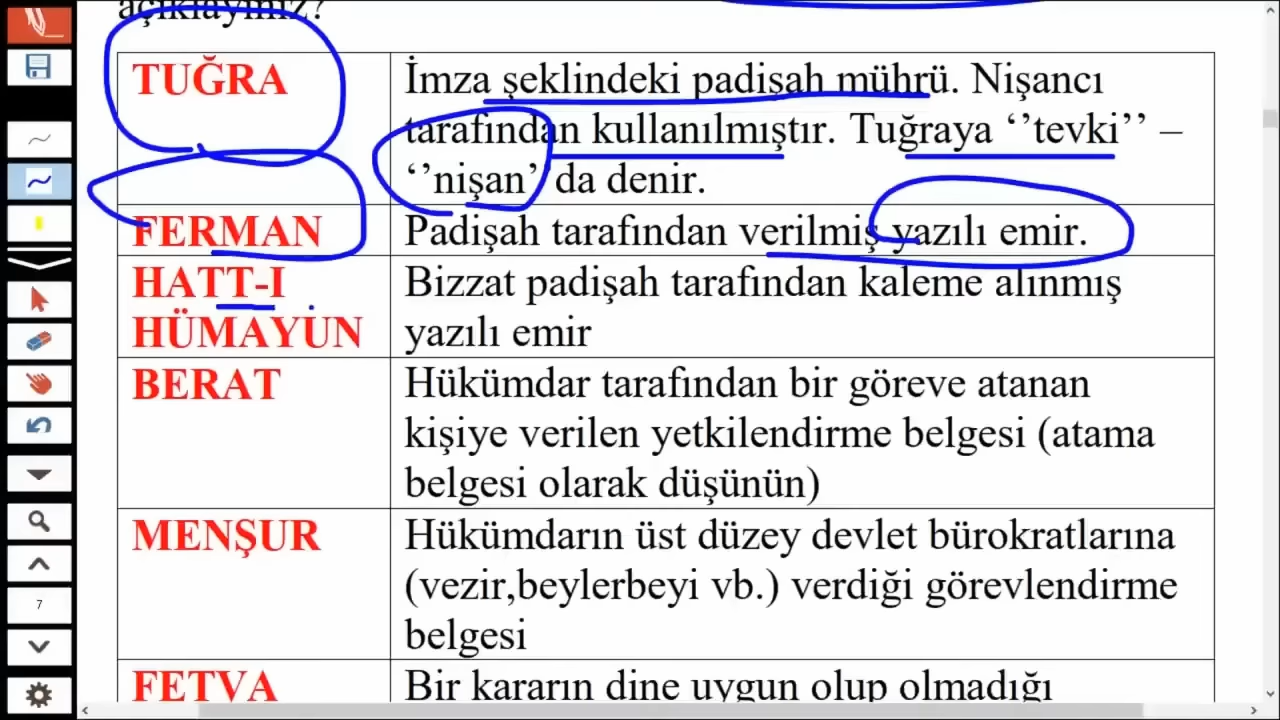 açıklayınız?
TUĞRA
İmza şeklindeki padişah mührü. Nişancı
tarafından kullanılmıştır. Tuğraya ‘’tevki’’ –
‘’nişan’’ da denir.
FERMAN
Padişah tarafından verilmiş yazılı emir.
HATT-I
HÜMAYUN
Bizzat padişah tarafından kaleme alınmış
yazılı emir
BERAT
Hükümdar tarafından bir göreve atanan
kişiye verilen yetkilendirme belgesi (atama
belgesi olarak düşünün)
MENŞUR
Hükümdarın üst düzey devlet bürokratlarına
(vezir,beylerbeyi vb.) verdiği görevlendirme
belgesi
FETVA
Bir kararın dine uygun olup olmadığı
7